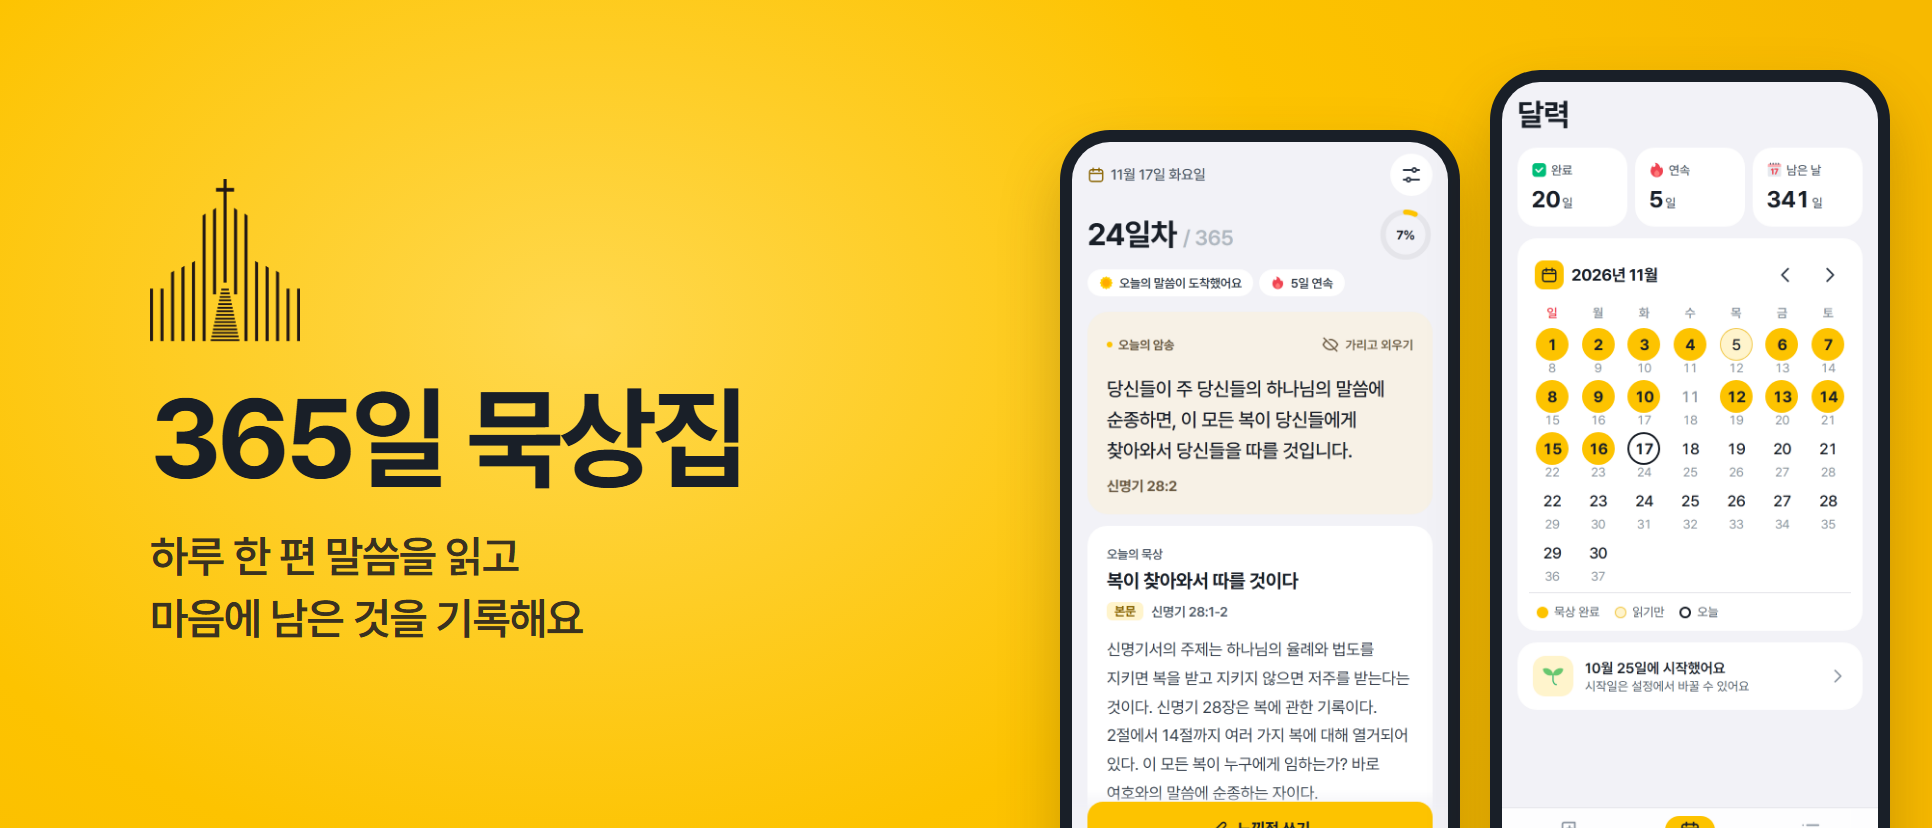 365일 묵상집
하루 한 편 말씀을 읽고
마음에 남은 것을 기록해요
11월 17일 화요일
24일차 / 365
7%
오늘의 말씀이 도착했어요
5일 연속
오늘의 암송
가리고 외우기
당신들이 주 당신들의 하나님의 말씀에
순종하면, 이 모든 복이 당신들에게
찾아와서 당신들을 따를 것입니다.
신명기 28:2
오늘의 묵상
복이 찾아와서 따를 것이다
본문 신명기 28:1-2
신명기서의 주제는 하나님의 율례와 법도를
지키면 복을 받고 지키지 않으면 저주를 받는다는
것이다. 신명기 28장은 복에 관한 기록이다.
2절에서 14절까지 여러 가지 복에 대해 열거되어
있다. 이 모든 복이 누구에게 임하는가? 바로
여호와의 말씀에 순종하는 자이다.
달력
완료
20일
연속
5일
17
남은 날
341일
2026년 11월
일 월 화 수 목 금 토
1 2 3 4 5 6 7
8 9 10 11 12 13 14
8 9 10 11 12 13 14
15 16 17 18 19 20 21
15 16 17 18 19 20 21
22 23 24 25 26 27 28
22 23 24 25 26 27 28
29 30 31 32 33 34 35
29 30
36 37
묵상 완료 읽기만 오늘
10월 25일에 시작했어요
시작일은 설정에서 바꿀 수 있어요